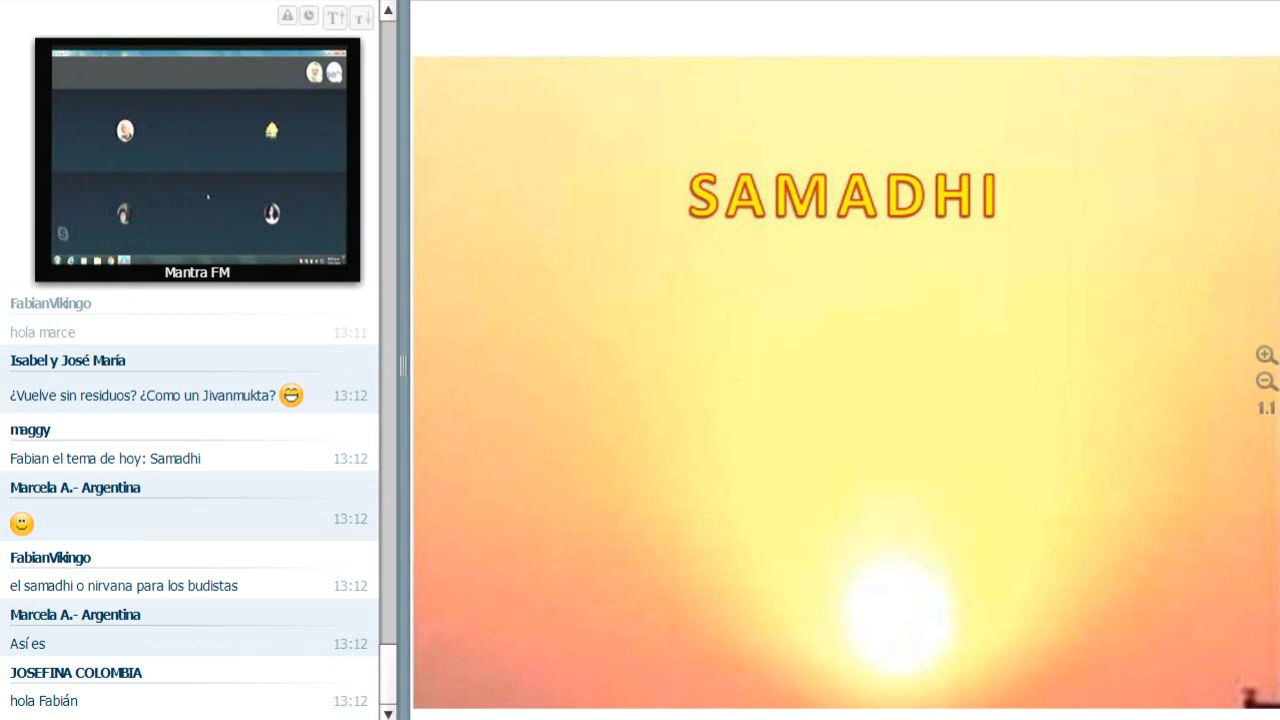 T T
Mantra FM
FabianVikingo
hola marce 13:11
Isabel y José María
¿Vuelve sin residuos? ¿Como un Jivanmukta? 13:12
maggy
Fabian el tema de hoy: Samadhi 13:12
Marcela A.- Argentina
13:12
FabianVikingo
el samadhi o nirvana para los budistas 13:12
Marcela A.- Argentina
Así es 13:12
JOSEFINA COLOMBIA
hola Fabián 13:12
SAMADHI
1.1